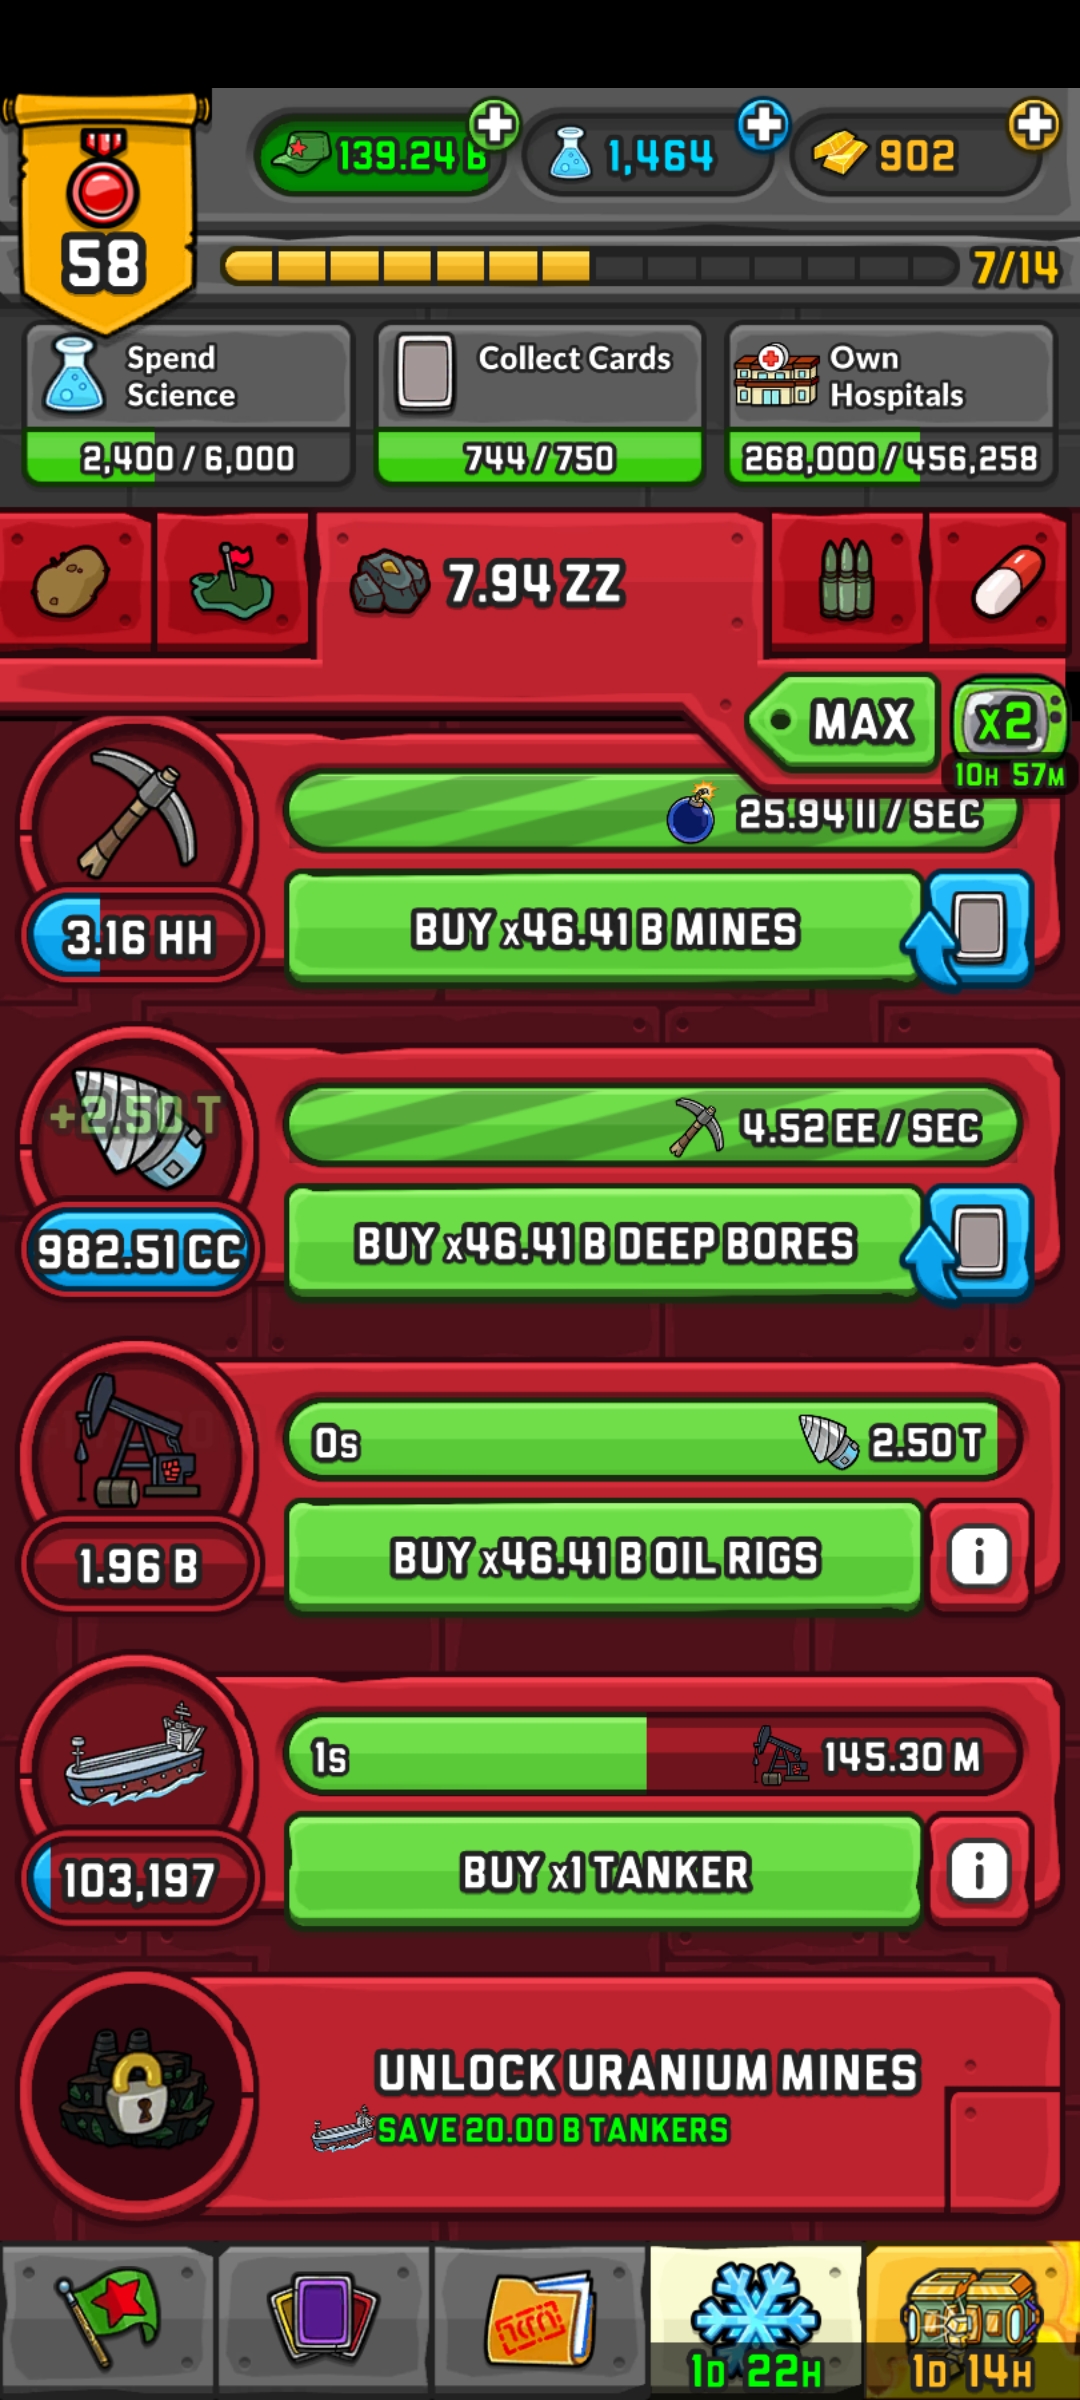 139.24 B
1,464
902
58
7/14
Spend
Science
2,400 / 6,000
Collect Cards
744 / 750
Own
Hospitals
268,000 / 456,258
7.94 ZZ
MAX
x2
10H 57M
25.94 II / SEC
3.16 HH
BUY x46.41 B MINES
+2.50 T
4.52 EE / SEC
982.51 CC
BUY x46.41 B DEEP BORES
0s
2.50 T
1.96 B
BUY x46.41 B OIL RIGS
i
1s
145.30 M
103,197
BUY x1 TANKER
i
UNLOCK URANIUM MINES
SAVE 20.00 B TANKERS
1D 22H
1D 14H